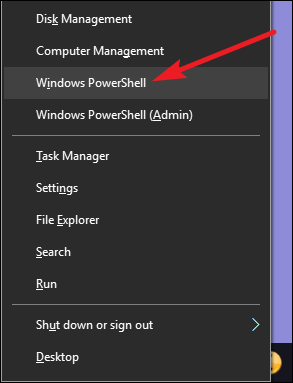 Disk Management
Computer Management
Windows PowerShell
Windows PowerShell (Admin)
Task Manager
Settings
File Explorer
Search
Run
Shut down or sign out
Desktop